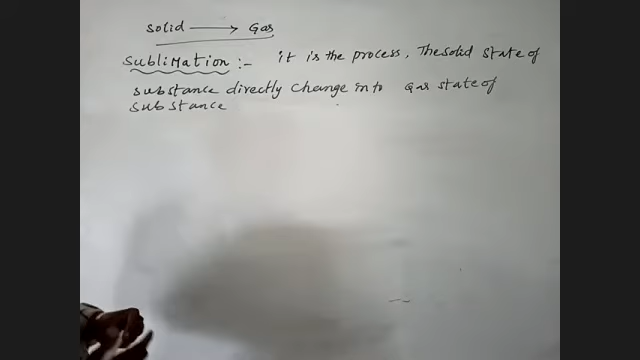 solid ⟶ Gas
Sublimation :- it is the process, The solid state of
substance directly change into gas state of
substance